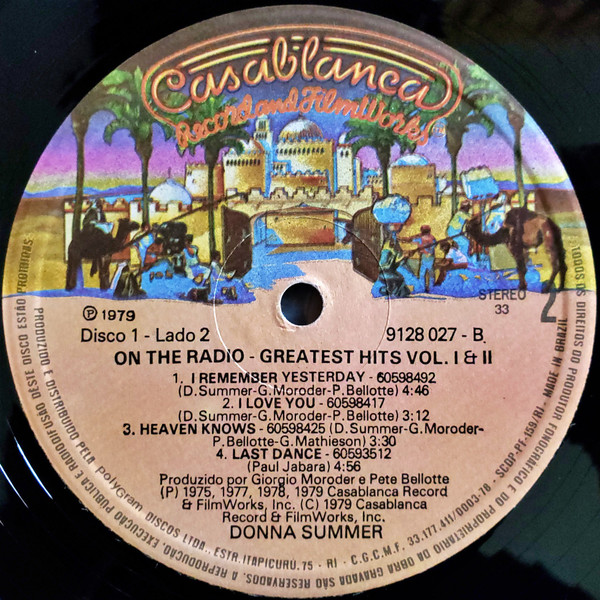 Casablanca
Record and FilmWorks
STEREO
33
2
Ⓟ 1979
Disco 1 - Lado 2
9128 027 - B
ON THE RADIO - GREATEST HITS VOL. I & II
1. I REMEMBER YESTERDAY - 60598492
(D.Summer-G.Moroder-P.Bellotte) 4:46
2. I LOVE YOU - 60598417
(D.Summer-G.Moroder-P.Bellotte) 3:12
3. HEAVEN KNOWS - 60598425 (D.Summer-G.Moroder-
P.Bellotte-G.Mathieson) 3:30
4. LAST DANCE - 60593512
(Paul Jabara) 4:56
Produzido por Giorgio Moroder e Pete Bellotte
(P) 1975, 1977, 1978, 1979 Casablanca Record
& FilmWorks, Inc. (C) 1979 Casablanca
Record & FilmWorks, Inc.
DONNA SUMMER
PRODUZIDO E DISTRIBUIDO PELA PolyGram DISCOS LTDA.. ESTR. ITAPICURU, 75 - RJ - C.G.C.M.F. 33.177.411/0003-78 - SCDP-PF-159/RJ. MADE IN BRAZIL
TODOS OS DIREITOS DO PRODUTOR FONOGRÁFICO E DO PROPRIETARIO DA OBRA GRAVADA SÃO RESERVADOS. A REPRODUÇÃO, EXECUÇÃO PUBLICA E RADIODIFUSÃO DESTE DISCO ESTÃO PROIBIDAS.